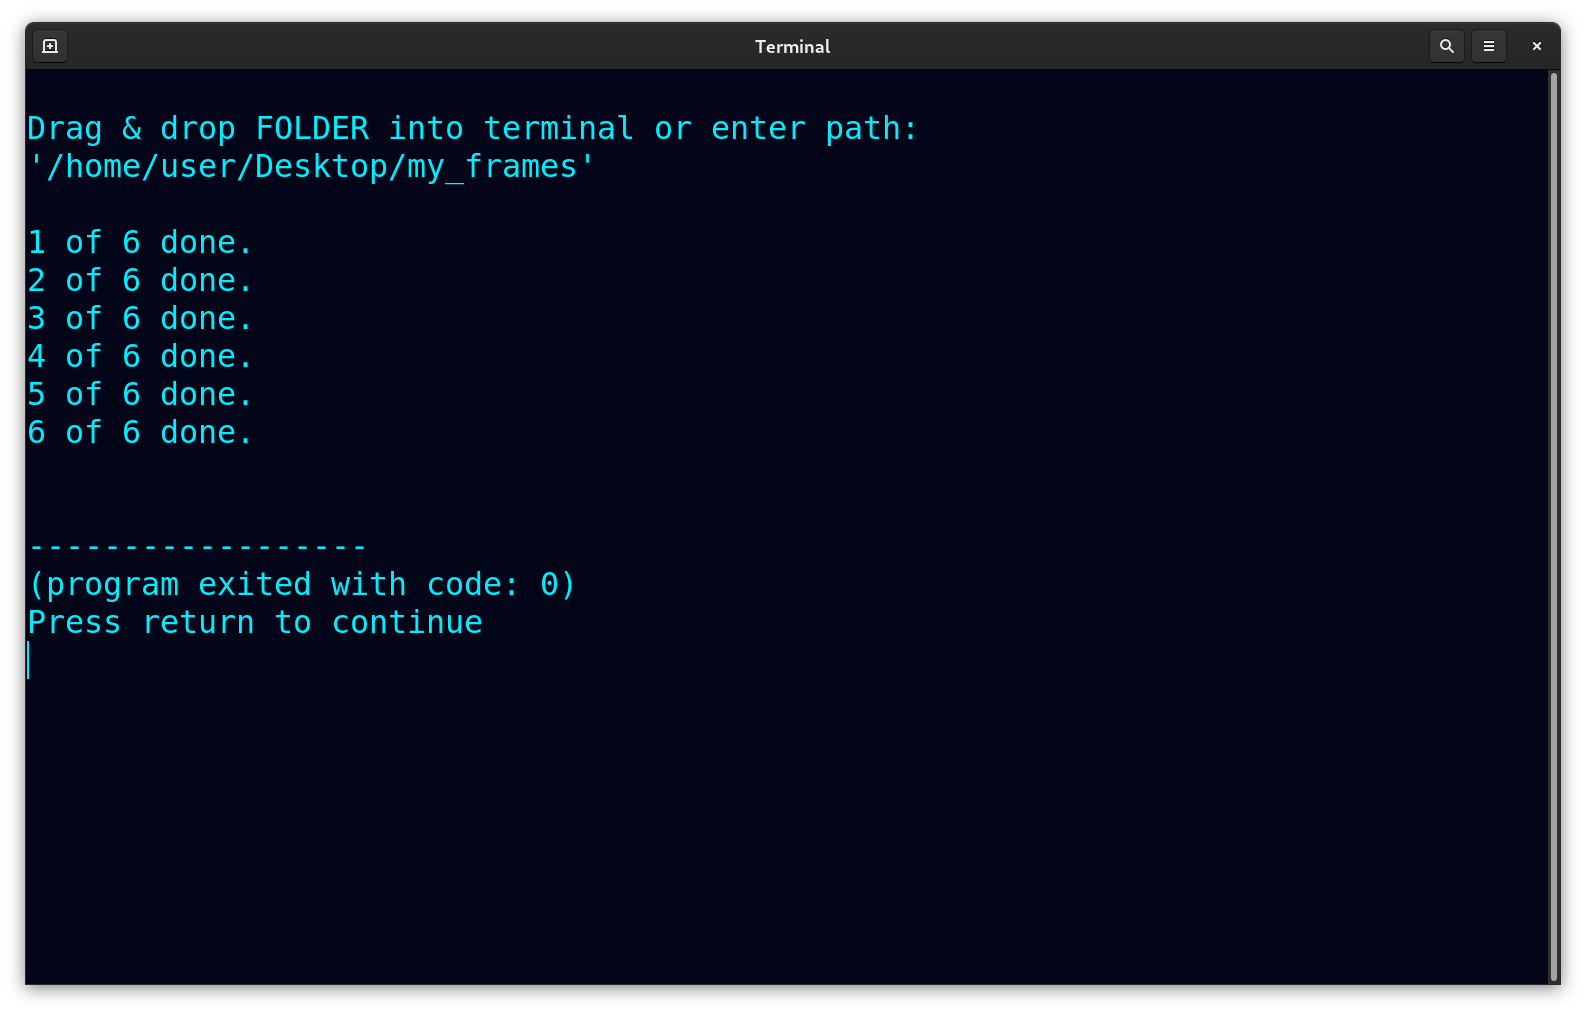 Terminal
Drag & drop FOLDER into terminal or enter path:
'/home/user/Desktop/my_frames'
1 of 6 done.
2 of 6 done.
3 of 6 done.
4 of 6 done.
5 of 6 done.
6 of 6 done.
------------------
(program exited with code: 0)
Press return to continue